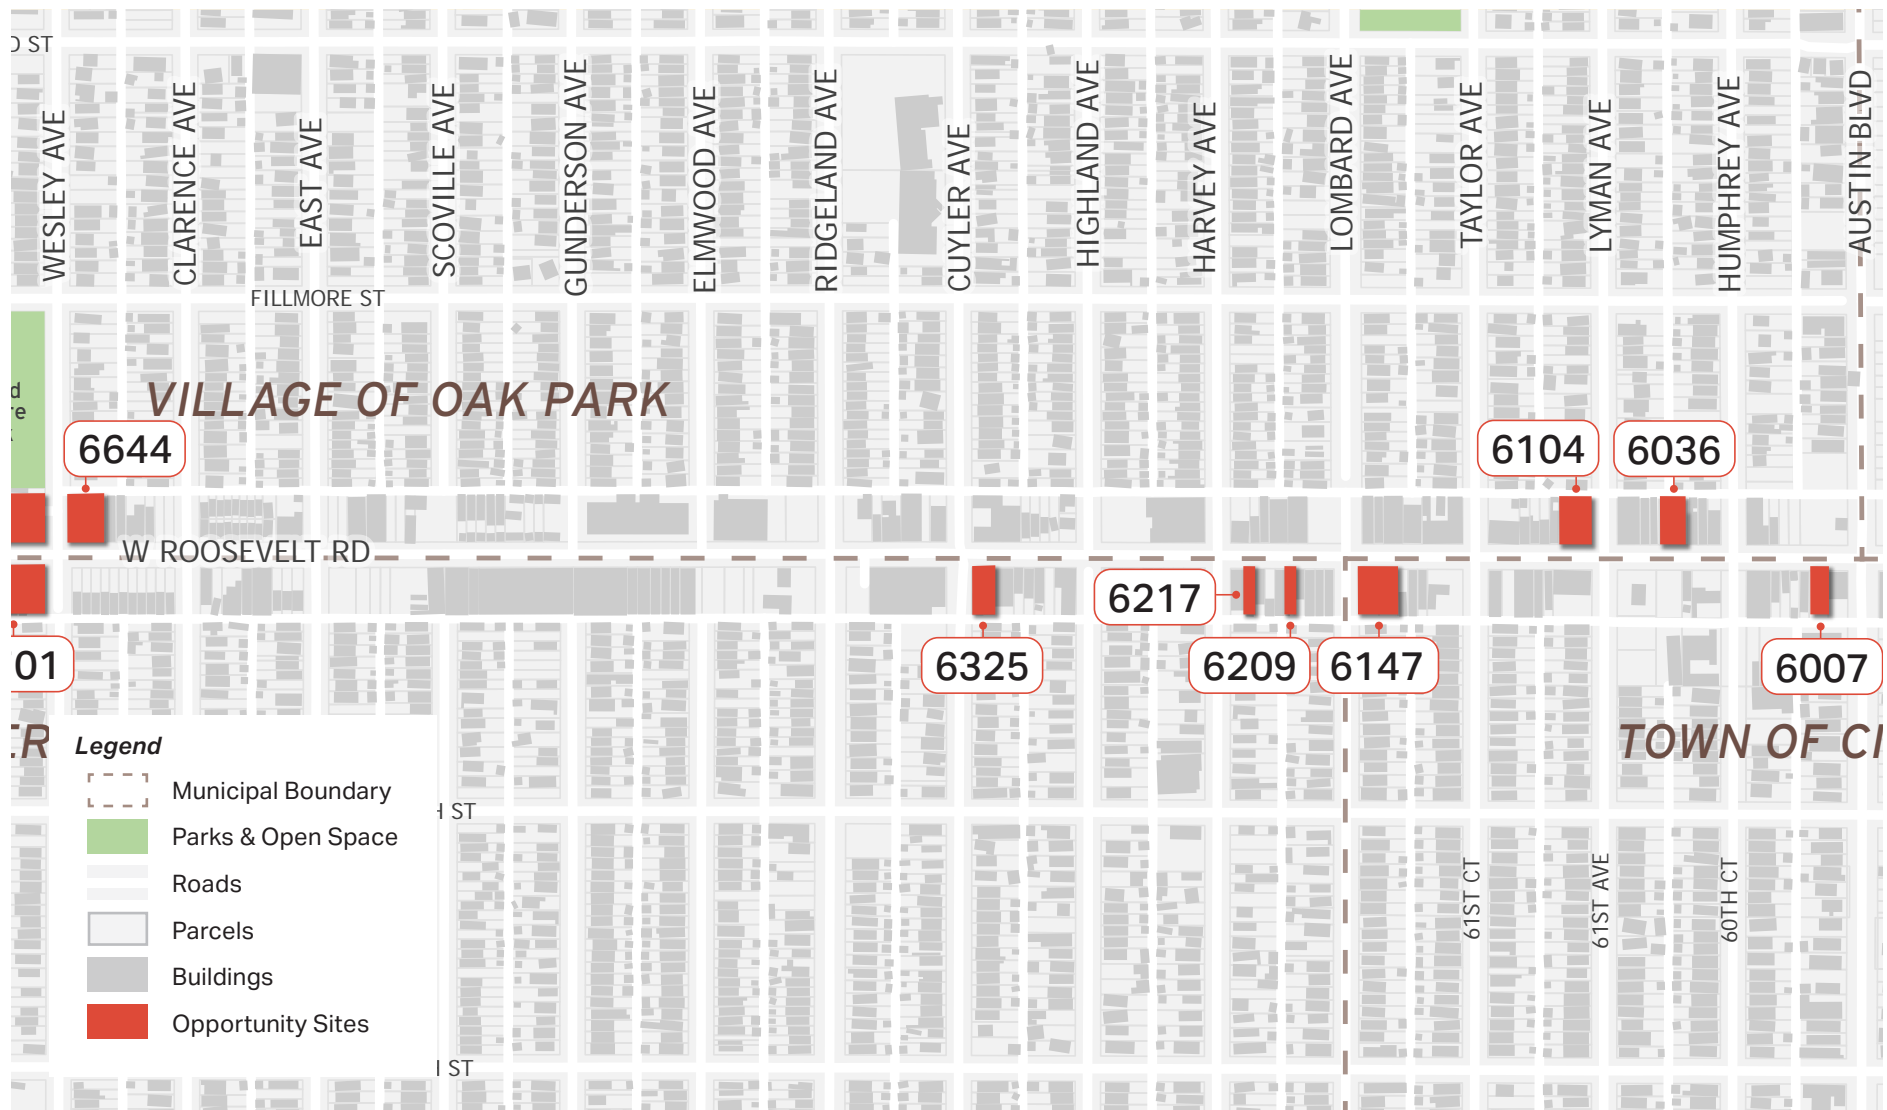 D ST
WESLEY AVE
CLARENCE AVE
EAST AVE
SCOVILLE AVE
GUNDERSON AVE
ELMWOOD AVE
RIDGELAND AVE
CUYLER AVE
HIGHLAND AVE
HARVEY AVE
LOMBARD AVE
TAYLOR AVE
LYMAN AVE
HUMPHREY AVE
AUSTIN BLVD
FILLMORE ST
d
re
VILLAGE OF OAK PARK
6644
6104
6036
W ROOSEVELT RD
6217
01
6325
6209
6147
6007
ER
TOWN OF CI
Legend
Municipal Boundary
Parks & Open Space
Roads
Parcels
Buildings
Opportunity Sites
H ST
61ST CT
61ST AVE
60TH CT
ST